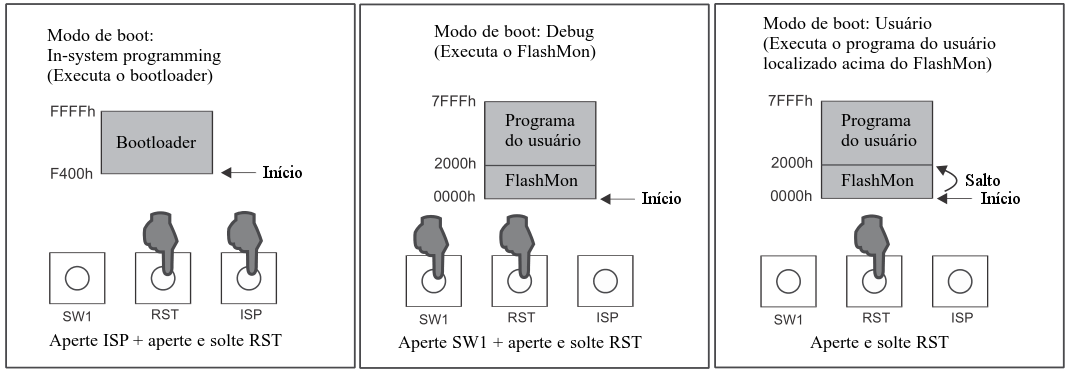 Modo de boot:
In-system programming
(Executa o bootloader)
FFFFh
Bootloader
F400h
Início
SW1
RST
ISP
Aperte ISP + aperte e solte RST
Modo de boot: Debug
(Executa o FlashMon)
7FFFh
Programa
do usuário
2000h
FlashMon
0000h
Início
SW1
RST
ISP
Aperte SW1 + aperte e solte RST
Modo de boot: Usuário
(Executa o programa do usuário
localizado acima do FlashMon)
7FFFh
Programa
do usuário
2000h
FlashMon
Salto
0000h
Início
SW1
RST
ISP
Aperte e solte RST